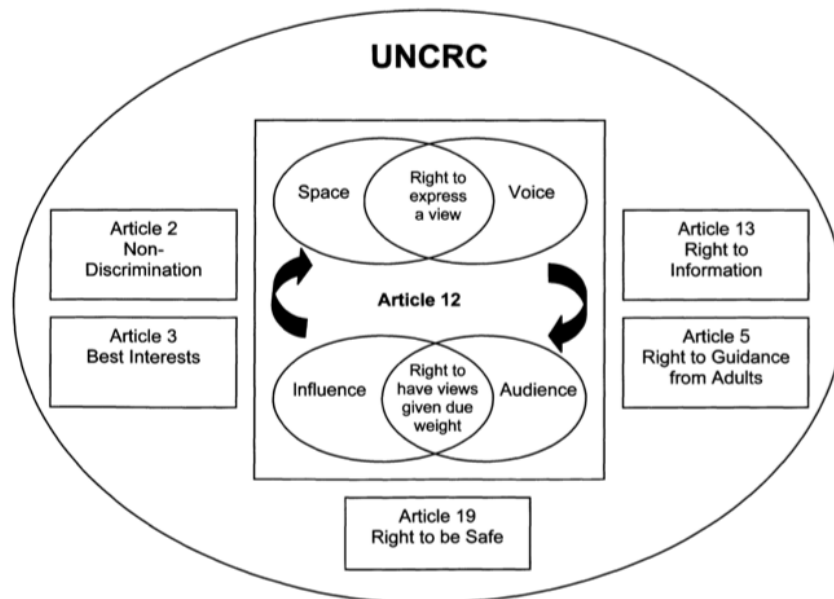 UNCRC
Space
Right to
express
a view
Voice
Article 2
Non-
Discrimination
Article 13
Right to
Information
Article 12
Article 3
Best Interests
Article 5
Right to Guidance
from Adults
Influence
Right to
have views
given due
weight
Audience
Article 19
Right to be Safe